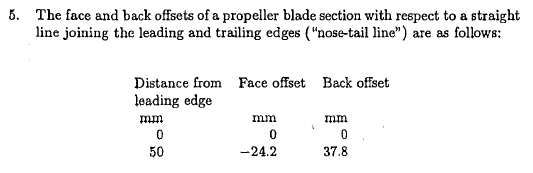 5. The face and back offsets of a propeller blade section with respect to a straight
line joining the leading and trailing edges ("nose-tail line") are as follows:
Distance from Face offset Back offset
leading edge
mm mm mm
0 0 0
50 -24.2 37.8